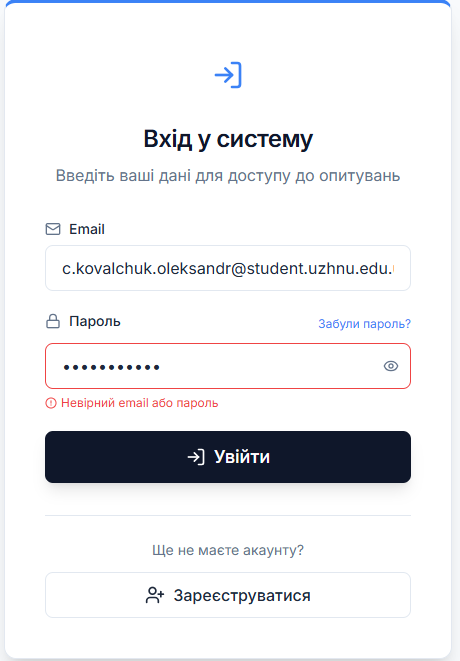 Вхід у систему
Введіть ваші дані для доступу до опитувань
Email
c.kovalchuk.oleksandr@student.uzhnu.edu.
Пароль
Забули пароль?
•••••••••••
Невірний email або пароль
Увійти
Ще не маєте акаунту?
Зареєструватися